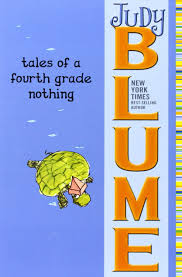 JUDY
BLUME
tales of a
fourth grade
nothing
NEW YORK
TIMES
BEST-SELLING
AUTHOR